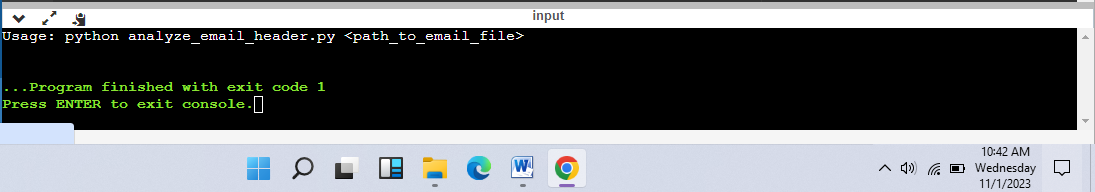 input
Usage: python analyze_email_header.py <path_to_email_file>
...Program finished with exit code 1
Press ENTER to exit console.
W
10:42 AM
Wednesday
11/1/2023